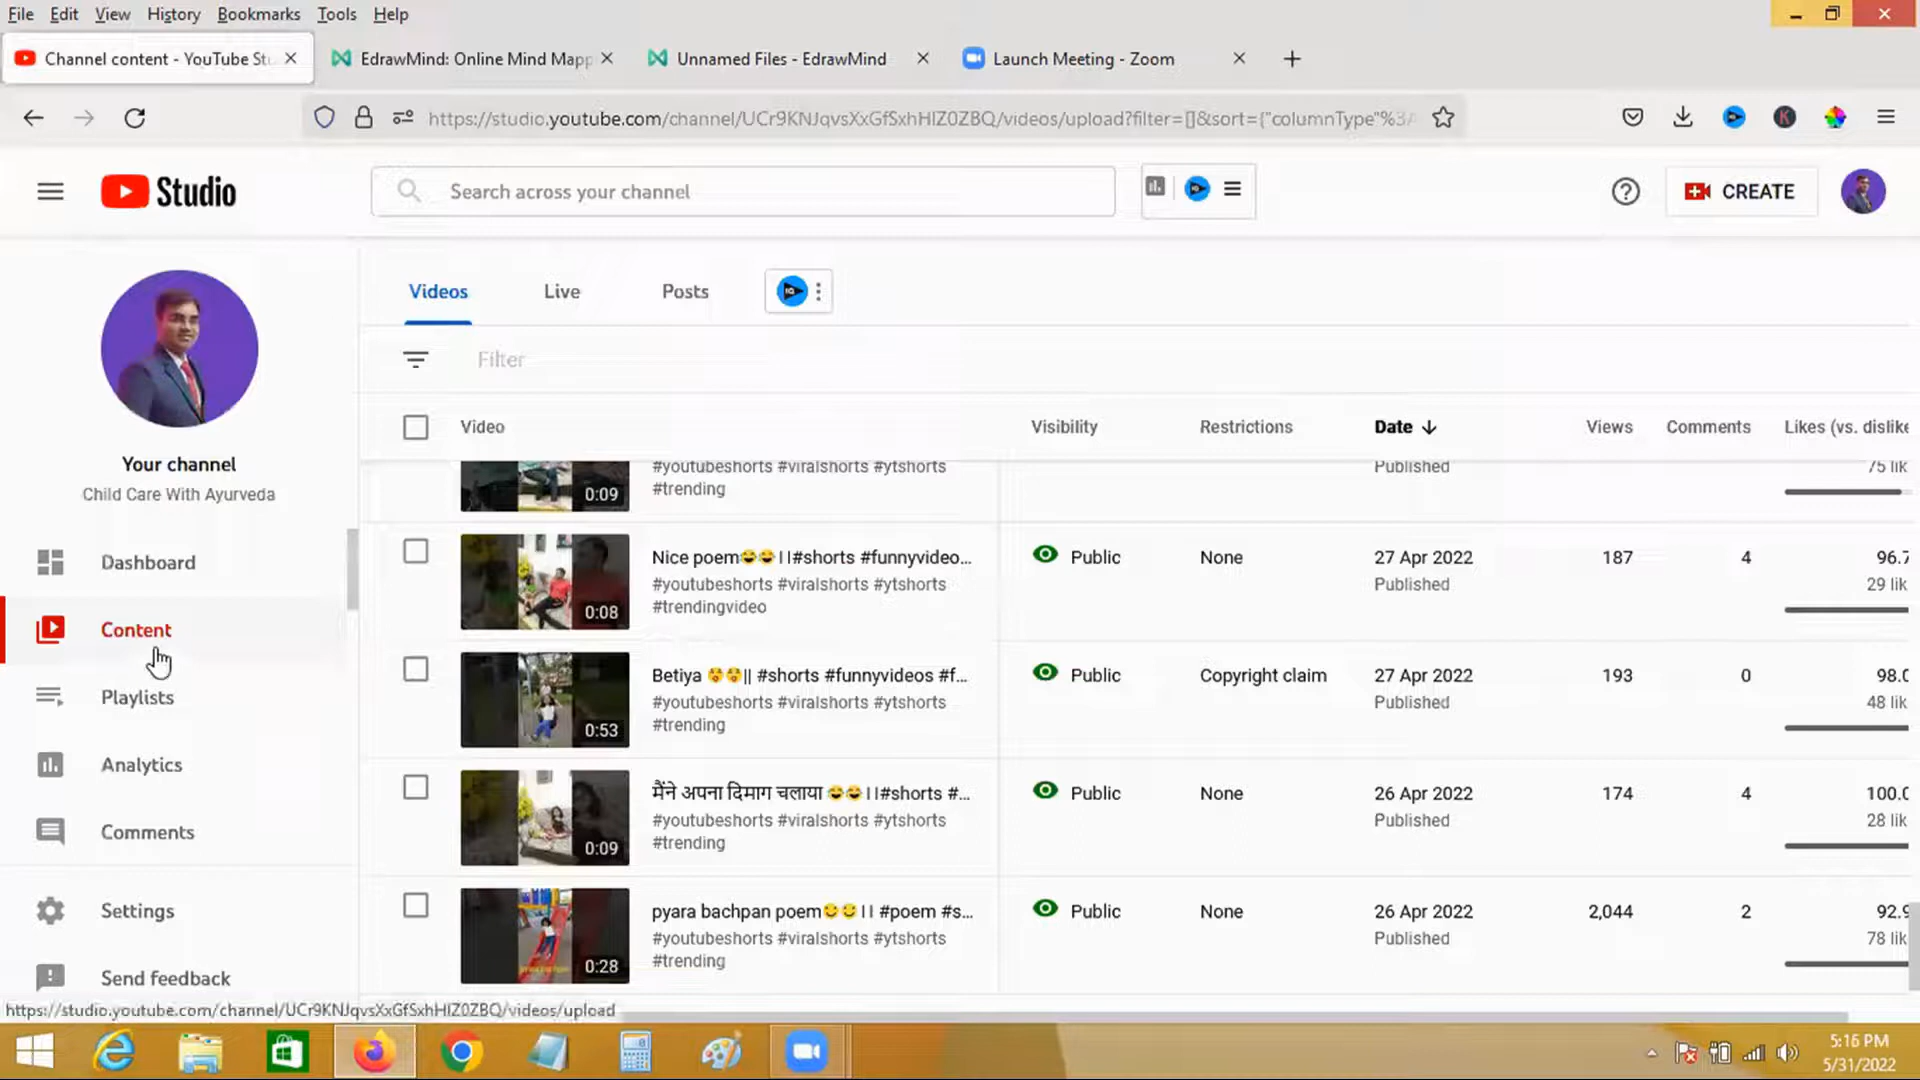 File Edit View History Bookmarks Tools Help
Channel content - YouTube Stu
EdrawMind: Online Mind Mapp
Unnamed Files - EdrawMind
Launch Meeting - Zoom
https://studio.youtube.com/channel/UCr9KNJqvsXxGfSxhHIZ0ZBQ/videos/upload?filter=[]&sort={"columnType"%3A
Studio
Search across your channel
CREATE
Videos Live Posts
Filter
Your channel
Child Care With Ayurveda
Dashboard
Content
Playlists
Analytics
Comments
Settings
Send feedback
Video Visibility Restrictions Date Views Comments Likes (vs. dislike
#youtubeshorts #viralshorts #ytshorts Published 75 lik
0:09 #trending
Nice poem😂😂||#shorts #funnyvideo... Public None 27 Apr 2022 187 4 96.7
#youtubeshorts #viralshorts #ytshorts Published 29 lik
0:08 #trendingvideo
Betiya 😲😲|| #shorts #funnyvideos #f... Public Copyright claim 27 Apr 2022 193 0 98.0
#youtubeshorts #viralshorts #ytshorts Published 48 lik
0:53 #trending
मैंने अपना दिमाग चलाया 😂😂||#shorts #... Public None 26 Apr 2022 174 4 100.0
#youtubeshorts #viralshorts #ytshorts Published 28 lik
0:09 #trending
pyara bachpan poem😊😊|| #poem #s... Public None 26 Apr 2022 2,044 2 92.9
#youtubeshorts #viralshorts #ytshorts Published 78 lik
0:28 #trending
https://studio.youtube.com/channel/UCr9KNJqvsXxGfSxhHIZ0ZBQ/videos/upload
5:16 PM
5/31/2022